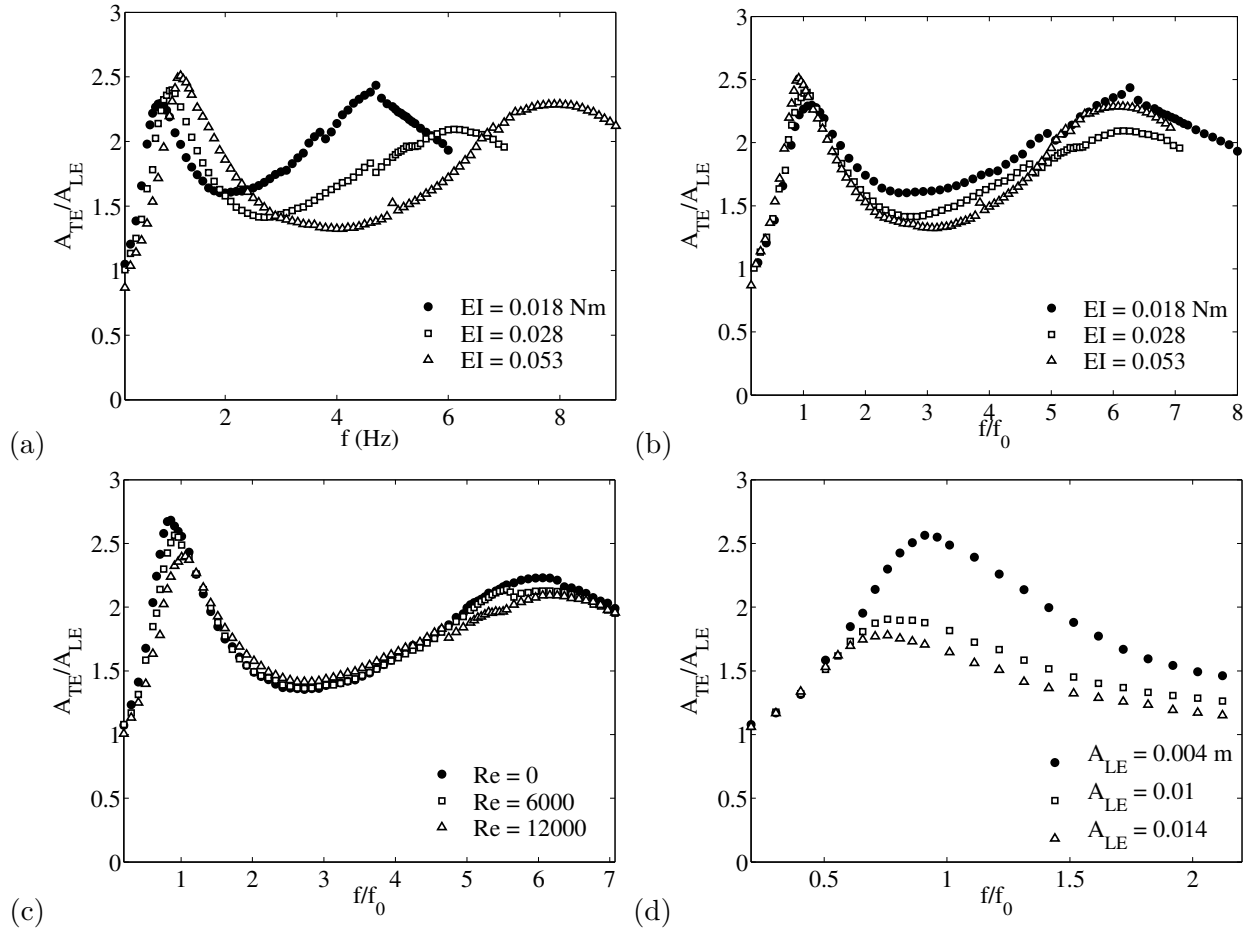 3
2.5
2
1.5
1
0.5
0
A_TE/A_LE
EI = 0.018 Nm
EI = 0.028
EI = 0.053
2 4 6 8
f (Hz)
(a)
3
2.5
2
1.5
1
0.5
0
A_TE/A_LE
EI = 0.018 Nm
EI = 0.028
EI = 0.053
1 2 3 4 5 6 7 8
f/f_0
(b)
3
2.5
2
1.5
1
0.5
0
A_TE/A_LE
Re = 0
Re = 6000
Re = 12000
1 2 3 4 5 6 7
f/f_0
(c)
3
2.5
2
1.5
1
0.5
0
A_TE/A_LE
A_LE = 0.004 m
A_LE = 0.01
A_LE = 0.014
0.5 1 1.5 2
f/f_0
(d)